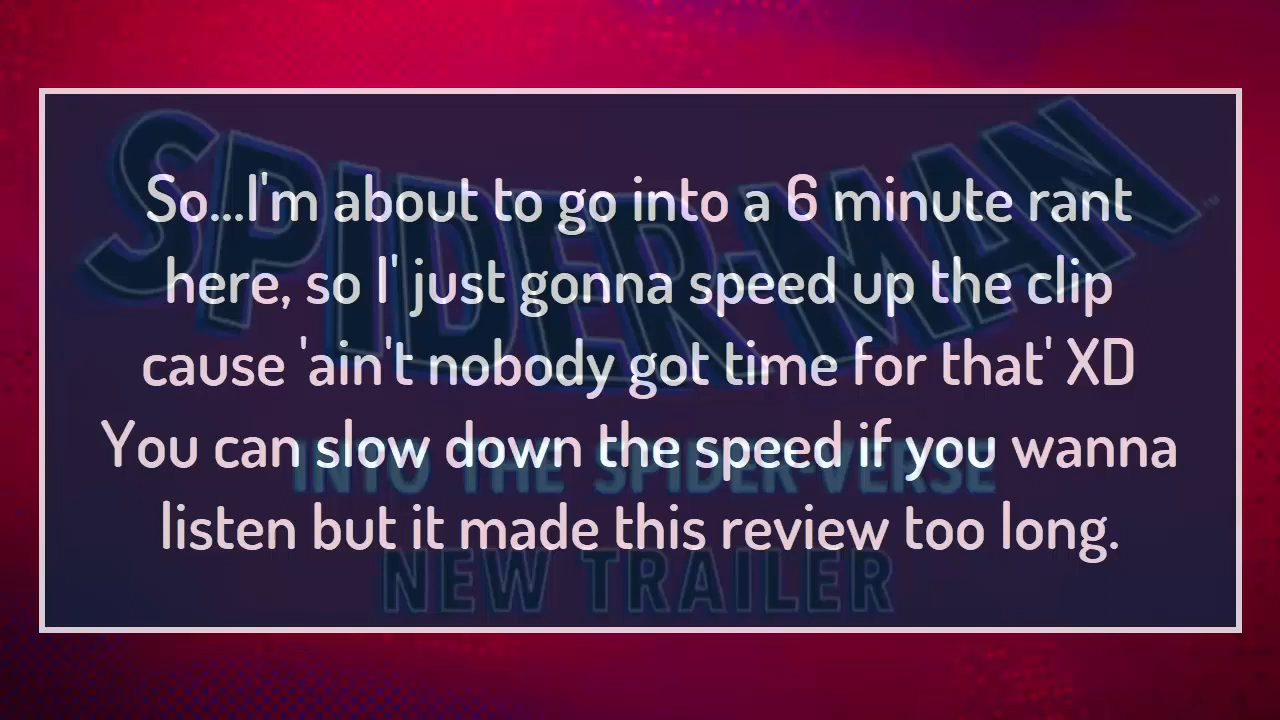 So...I'm about to go into a 6 minute rant
here, so I' just gonna speed up the clip
cause 'ain't nobody got time for that' XD
You can slow down the speed if you wanna
listen but it made this review too long.
SPIDER-MAN
INTO THE SPIDER-VERSE
NEW TRAILER